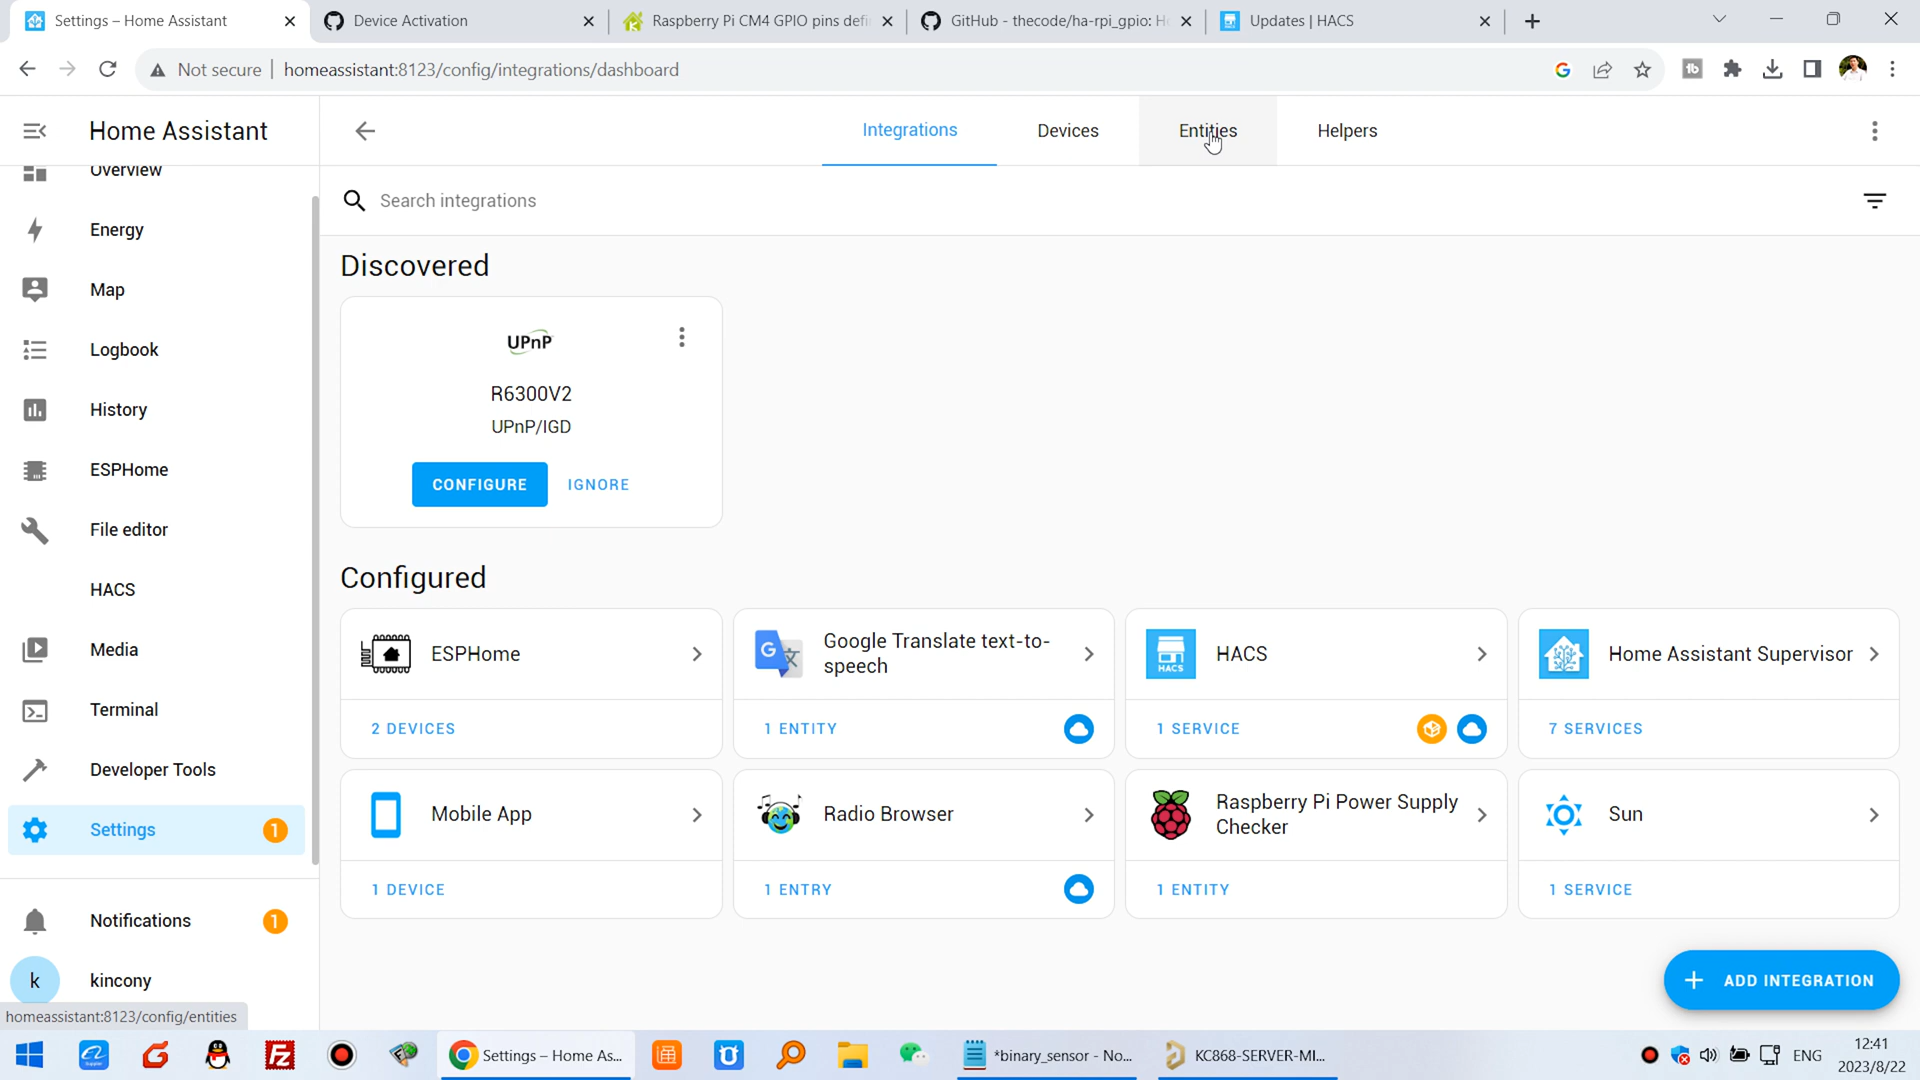 Settings – Home Assistant
Device Activation
Raspberry Pi CM4 GPIO pins defi
GitHub - thecode/ha-rpi_gpio: H
Updates | HACS
Not secure
homeassistant:8123/config/integrations/dashboard
Home Assistant
Integrations
Devices
Entities
Helpers
Overview
Energy
Map
Logbook
History
ESPHome
File editor
HACS
Media
Terminal
Developer Tools
Settings
1
Notifications
1
k
kincony
homeassistant:8123/config/entities
Search integrations
Discovered
UPnP
R6300V2
UPnP/IGD
CONFIGURE
IGNORE
Configured
ESPHome
2 DEVICES
Google Translate text-to-
speech
1 ENTITY
HACS
HACS
1 SERVICE
Home Assistant Supervisor
7 SERVICES
Mobile App
1 DEVICE
Radio Browser
1 ENTRY
Raspberry Pi Power Supply
Checker
1 ENTITY
Sun
1 SERVICE
ADD INTEGRATION
Settings – Home As...
*binary_sensor - No...
KC868-SERVER-MI...
ENG
12:41
2023/8/22